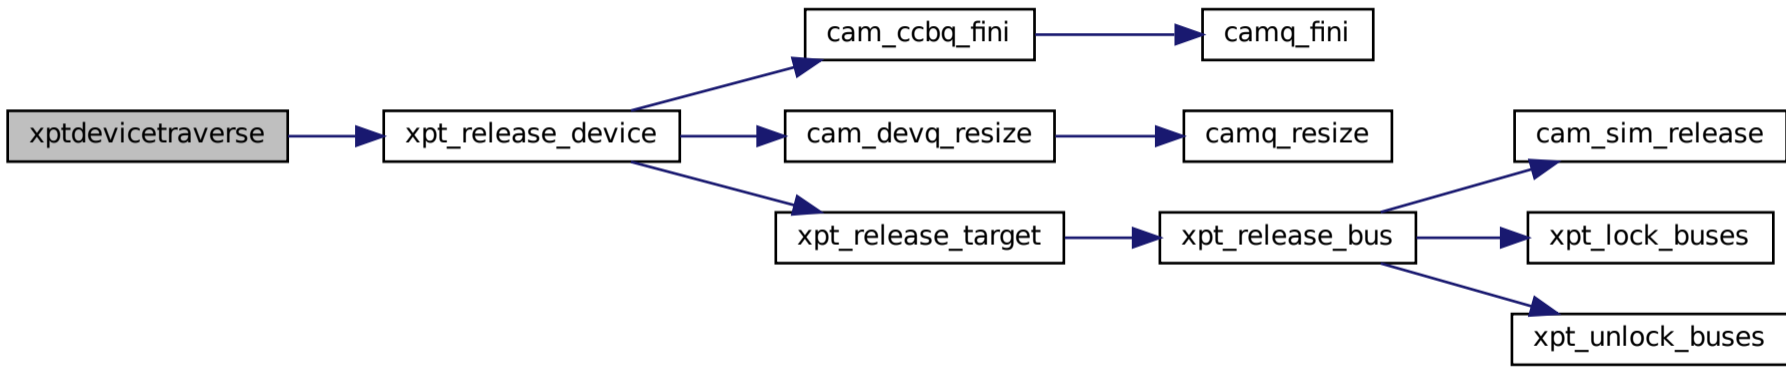 cam_ccbq_fini
camq_fini
xptdevicetraverse
xpt_release_device
cam_devq_resize
camq_resize
cam_sim_release
xpt_release_target
xpt_release_bus
xpt_lock_buses
xpt_unlock_buses